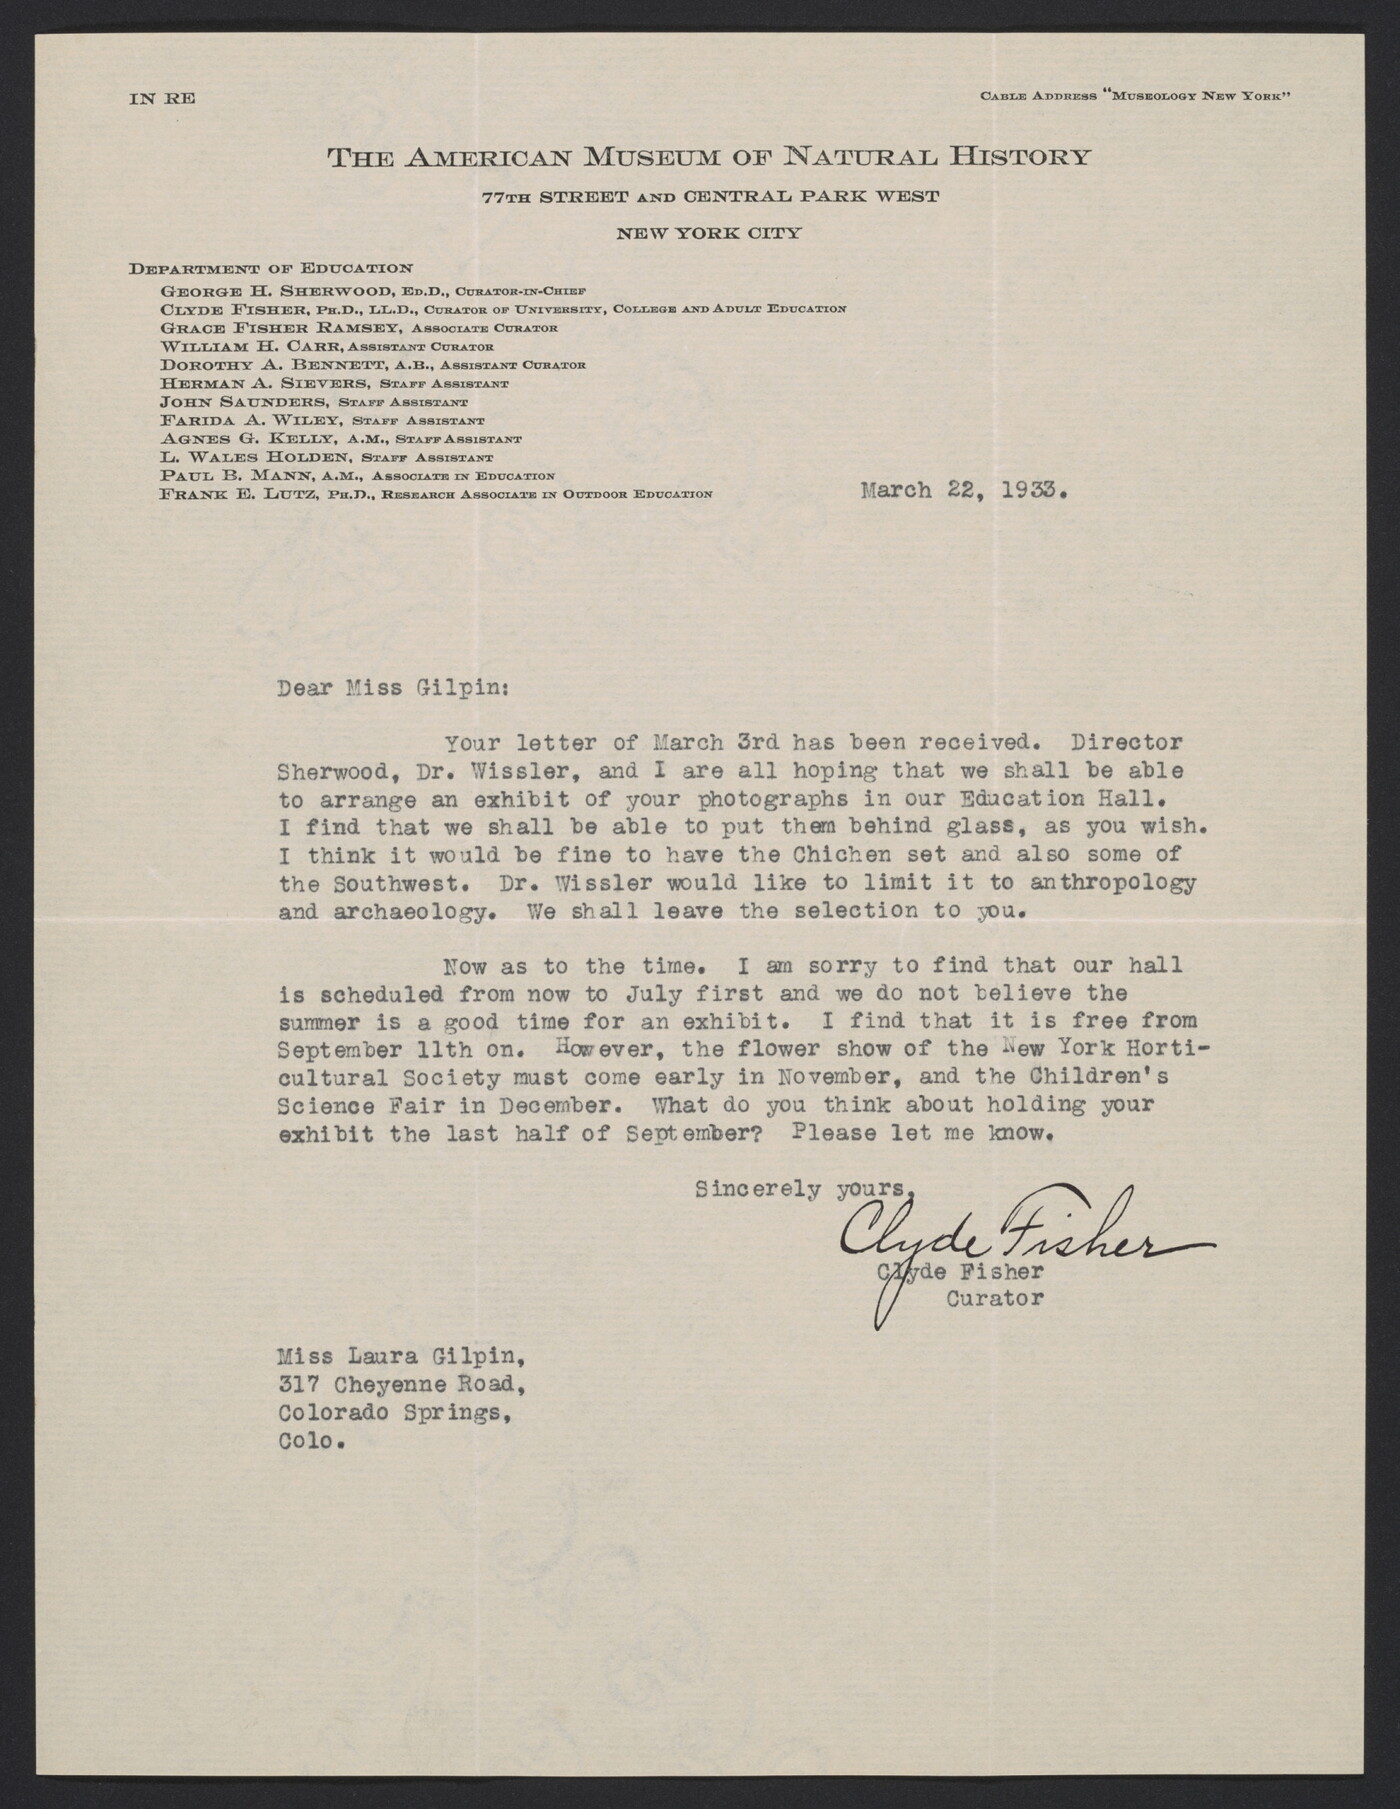 IN RE
CABLE ADDRESS "MUSEOLOGY NEW YORK"
THE AMERICAN MUSEUM OF NATURAL HISTORY
77TH STREET AND CENTRAL PARK WEST
NEW YORK CITY
DEPARTMENT OF EDUCATION
GEORGE H. SHERWOOD, ED.D., CURATOR-IN-CHIEF
CLYDE FISHER, PH.D., LL.D., CURATOR OF UNIVERSITY, COLLEGE AND ADULT EDUCATION
GRACE FISHER RAMSEY, ASSOCIATE CURATOR
WILLIAM H. CARR, ASSISTANT CURATOR
DOROTHY A. BENNETT, A.B., ASSISTANT CURATOR
HERMAN A. SIEVERS, STAFF ASSISTANT
JOHN SAUNDERS, STAFF ASSISTANT
FARIDA A. WILEY, STAFF ASSISTANT
AGNES G. KELLY, A.M., STAFF ASSISTANT
L. WALES HOLDEN, STAFF ASSISTANT
PAUL B. MANN, A.M., ASSOCIATE IN EDUCATION
FRANK E. LUTZ, PH.D., RESEARCH ASSOCIATE IN OUTDOOR EDUCATION
March 22, 1933.
Dear Miss Gilpin:
Your letter of March 3rd has been received. Director
Sherwood, Dr. Wissler, and I are all hoping that we shall be able
to arrange an exhibit of your photographs in our Education Hall.
I find that we shall be able to put them behind glass, as you wish.
I think it would be fine to have the Chichen set and also some of
the Southwest. Dr. Wissler would like to limit it to anthropology
and archaeology. We shall leave the selection to you.
Now as to the time. I am sorry to find that our hall
is scheduled from now to July first and we do not believe the
summer is a good time for an exhibit. I find that it is free from
September 11th on. However, the flower show of the New York Horti-
cultural Society must come early in November, and the Children's
Science Fair in December. What do you think about holding your
exhibit the last half of September? Please let me know.
Sincerely yours,
Clyde Fisher
Clyde Fisher
Curator
Miss Laura Gilpin,
317 Cheyenne Road,
Colorado Springs,
Colo.